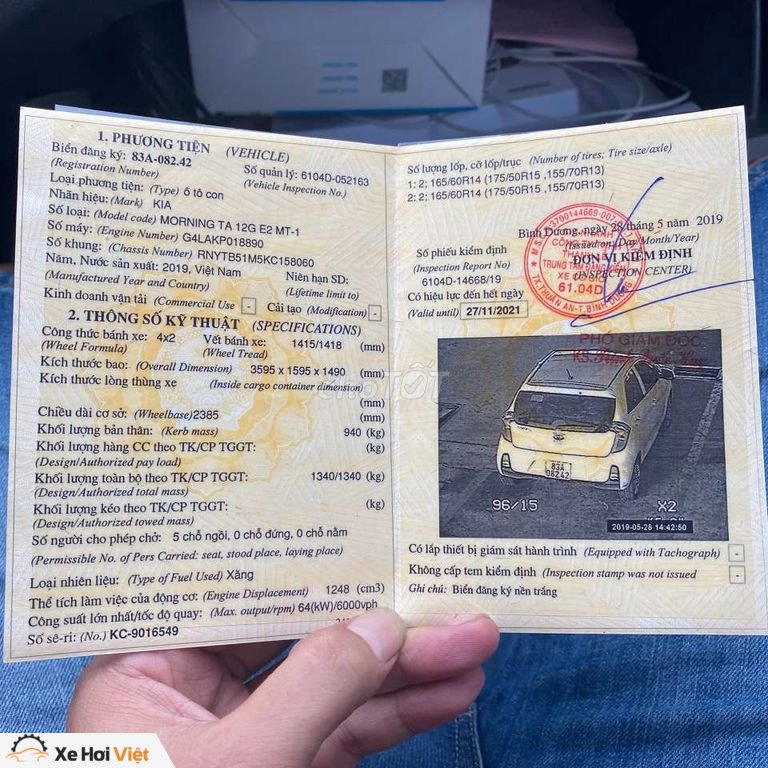 1. PHƯƠNG TIỆN (VEHICLE)
Biển đăng ký: 83A-082.42 Số quản lý: 6104D-052163
(Registration Number) (Vehicle Inspection No.)
Loại phương tiện: (Type) ô tô con
Nhãn hiệu: (Mark) KIA
Số loại: (Model code) MORNING TA 12G E2 MT-1
Số máy: (Engine Number) G4LAKP018890
Số khung: (Chassis Number) RNYTB51M5KC158060
Năm, Nước sản xuất: 2019, Việt Nam Niên hạn SD:
(Manufactured Year and Country) (Lifetime limit to)
Kinh doanh vận tải (Commercial Use) - Cải tạo (Modification) -
2. THÔNG SỐ KỸ THUẬT (SPECIFICATIONS)
Công thức bánh xe: 4x2 Vết bánh xe: 1415/1418 (mm)
(Wheel Formula) (Wheel Tread)
Kích thước bao: (Overall Dimension) 3595 x 1595 x 1490 (mm)
Kích thước lòng thùng xe (Inside cargo container dimension)
(mm)
Chiều dài cơ sở: (Wheelbase) 2385 (mm)
Khối lượng bản thân: (Kerb mass) 940 (kg)
Khối lượng hàng CC theo TK/CP TGGT: (kg)
(Design/Authorized pay load)
Khối lượng toàn bộ theo TK/CP TGGT: 1340/1340 (kg)
(Design/Authorized total mass)
Khối lượng kéo theo TK/CP TGGT: (kg)
(Design/Authorized towed mass)
Số người cho phép chở: 5 chỗ ngồi, 0 chỗ đứng, 0 chỗ nằm
(Permissible No. of Pers Carried: seat, stood place, laying place)
Loại nhiên liệu: (Type of Fuel Used) Xăng
Thể tích làm việc của động cơ: (Engine Displacement) 1248 (cm3)
Công suất lớn nhất/tốc độ quay: (Max. output/rpm) 64(kW)/6000vph
Số sê-ri: (No.) KC-9016549
Số lượng lốp, cỡ lốp/trục (Number of tires; Tire size/axle)
1: 2; 165/60R14 (175/50R15 ,155/70R13)
2: 2; 165/60R14 (175/50R15 ,155/70R13)
Bình Dương, ngày 28 tháng 5 năm 2019
(Issued on: Day/Month/Year)
Số phiếu kiểm định ĐƠN VỊ KIỂM ĐỊNH
(Inspection Report No) (INSPECTION CENTER)
6104D-14668/19
Có hiệu lực đến hết ngày
(Valid until) 27/11/2021
61.04D
TX.THUẬN AN-T.BÌNH DƯƠNG
PHÓ GIÁM ĐỐC
83A
082.42
96/15 X2
2019-05-28 14:42:50
Có lắp thiết bị giám sát hành trình (Equipped with Tachograph) -
Không cấp tem kiểm định (Inspection stamp was not issued -
Ghi chú: Biển đăng ký nền trắng
Xe Hơi Việt